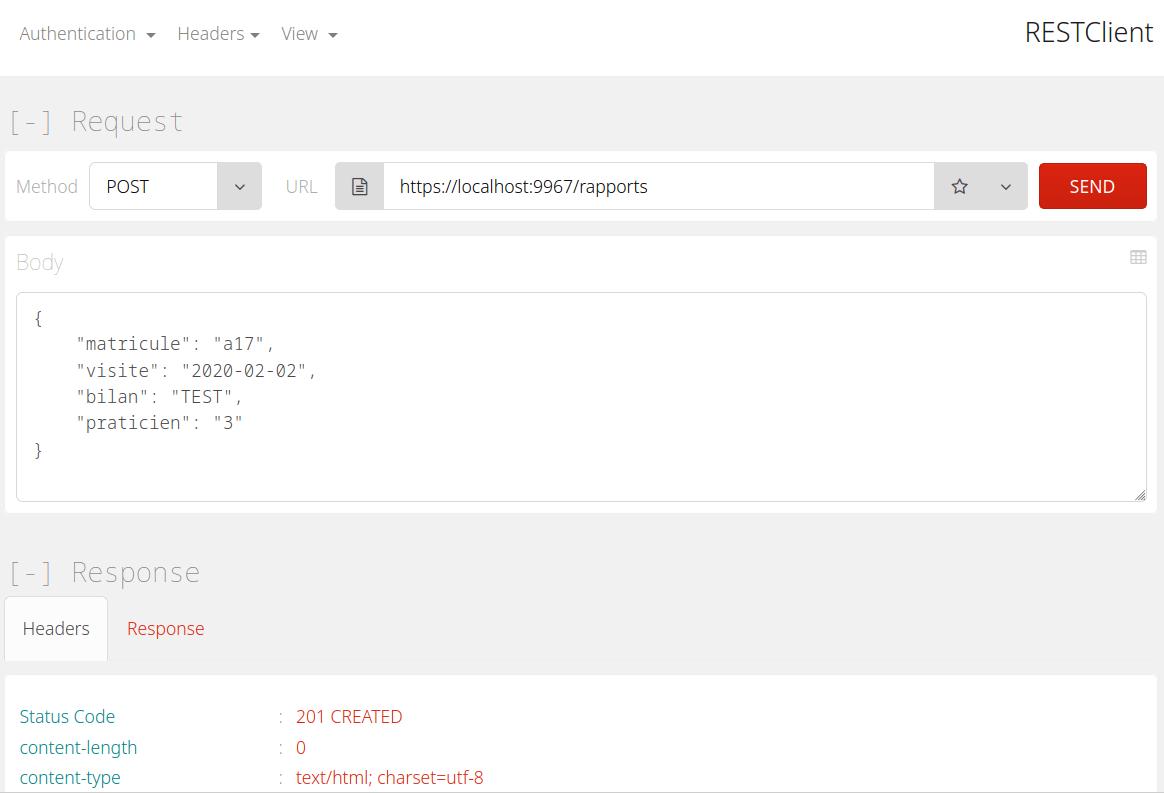 Authentication Headers View RESTClient
[-] Request
Method POST URL https://localhost:9967/rapports SEND
Body
{
    "matricule": "a17",
    "visite": "2020-02-02",
    "bilan": "TEST",
    "praticien": "3"
}
[-] Response
Headers Response
Status Code : 201 CREATED
content-length : 0
content-type : text/html; charset=utf-8